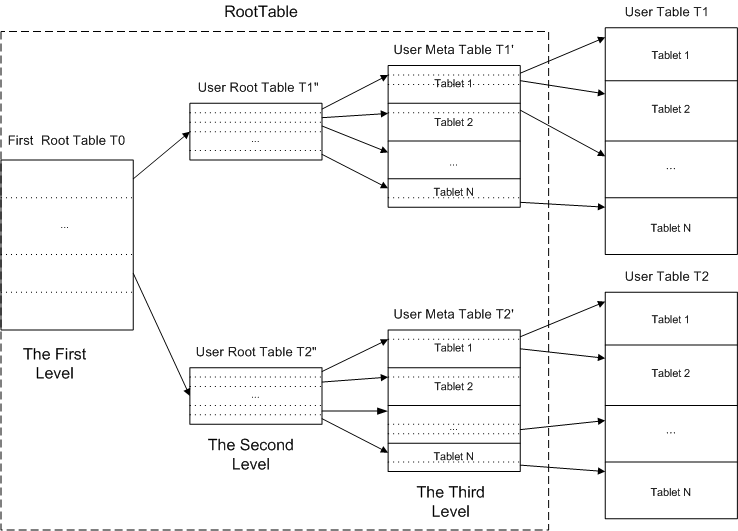 RootTable
User Table T1
Tablet 1
Tablet 2
...
Tablet N
User Meta Table T1'
Tablet 1
Tablet 2
...
Tablet N
User Root Table T1"
...
First Root Table T0
...
The First
Level
User Root Table T2"
...
The Second
Level
User Meta Table T2'
Tablet 1
Tablet 2
...
Tablet N
The Third
Level
User Table T2
Tablet 1
Tablet 2
...
Tablet N